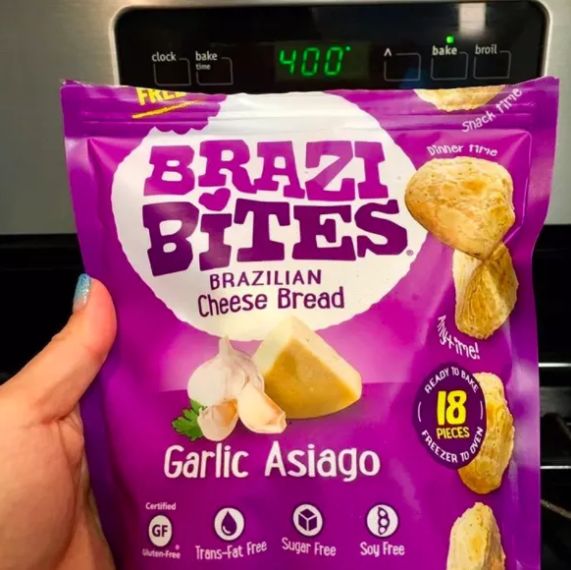 clock
bake
time
400°
^
bake
broil
FREE
Snack time
Dinner time
BRAZI
BiTES®
BRAZILIAN
Cheese Bread
Anytime!
READY TO BAKE
18
PIECES
FREEZER TO OVEN
Garlic Asiago
Certified
GF
Gluten-Free
Trans-Fat Free
Sugar Free
Soy Free